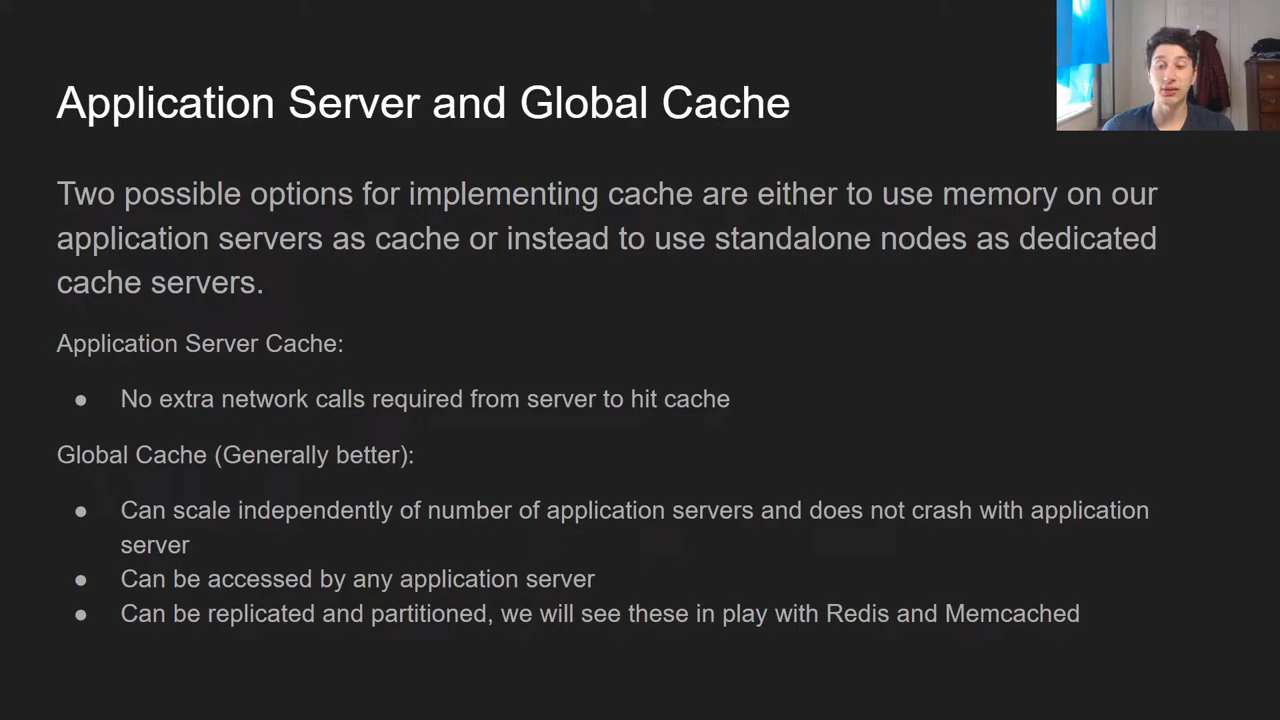 Application Server and Global Cache
Two possible options for implementing cache are either to use memory on our
application servers as cache or instead to use standalone nodes as dedicated
cache servers.
Application Server Cache:
● No extra network calls required from server to hit cache
Global Cache (Generally better):
● Can scale independently of number of application servers and does not crash with application
server
● Can be accessed by any application server
● Can be replicated and partitioned, we will see these in play with Redis and Memcached